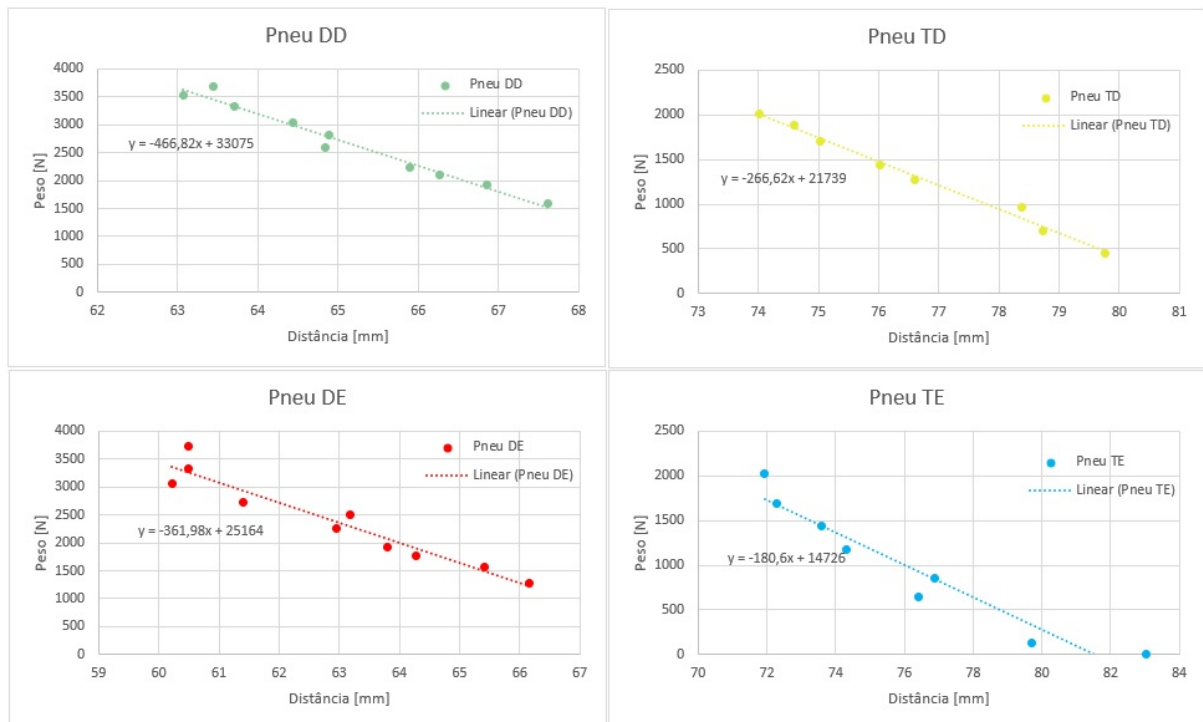 Pneu DD
Peso [N]
4000
3500
3000
2500
2000
1500
1000
500
0
Pneu DD
Linear (Pneu DD)
y = -466,82x + 33075
62 63 64 65 66 67 68
Distância [mm]
Pneu TD
Peso [N]
2500
2000
1500
1000
500
0
Pneu TD
Linear (Pneu TD)
y = -266,62x + 21739
73 74 75 76 77 78 79 80 81
Distância [mm]
Pneu DE
Peso [N]
4000
3500
3000
2500
2000
1500
1000
500
0
Pneu DE
Linear (Pneu DE)
y = -361,98x + 25164
59 60 61 62 63 64 65 66 67
Distância [mm]
Pneu TE
Peso [N]
2500
2000
1500
1000
500
0
Pneu TE
Linear (Pneu TE)
y = -180,6x + 14726
70 72 74 76 78 80 82 84
Distância [mm]